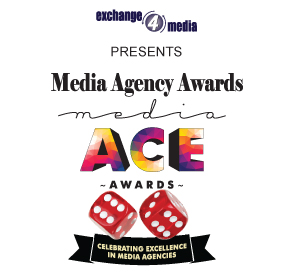 exchange4media
PRESENTS
Media Agency Awards
media
ACE
~AWARDS~
CELEBRATING EXCELLENCE
IN MEDIA AGENCIES